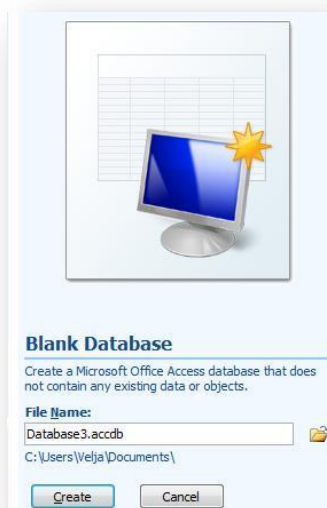 Blank Database
Create a Microsoft Office Access database that does
not contain any existing data or objects.
File Name:
Database3.accdb
C:\Users\Velja\Documents\
Create
Cancel